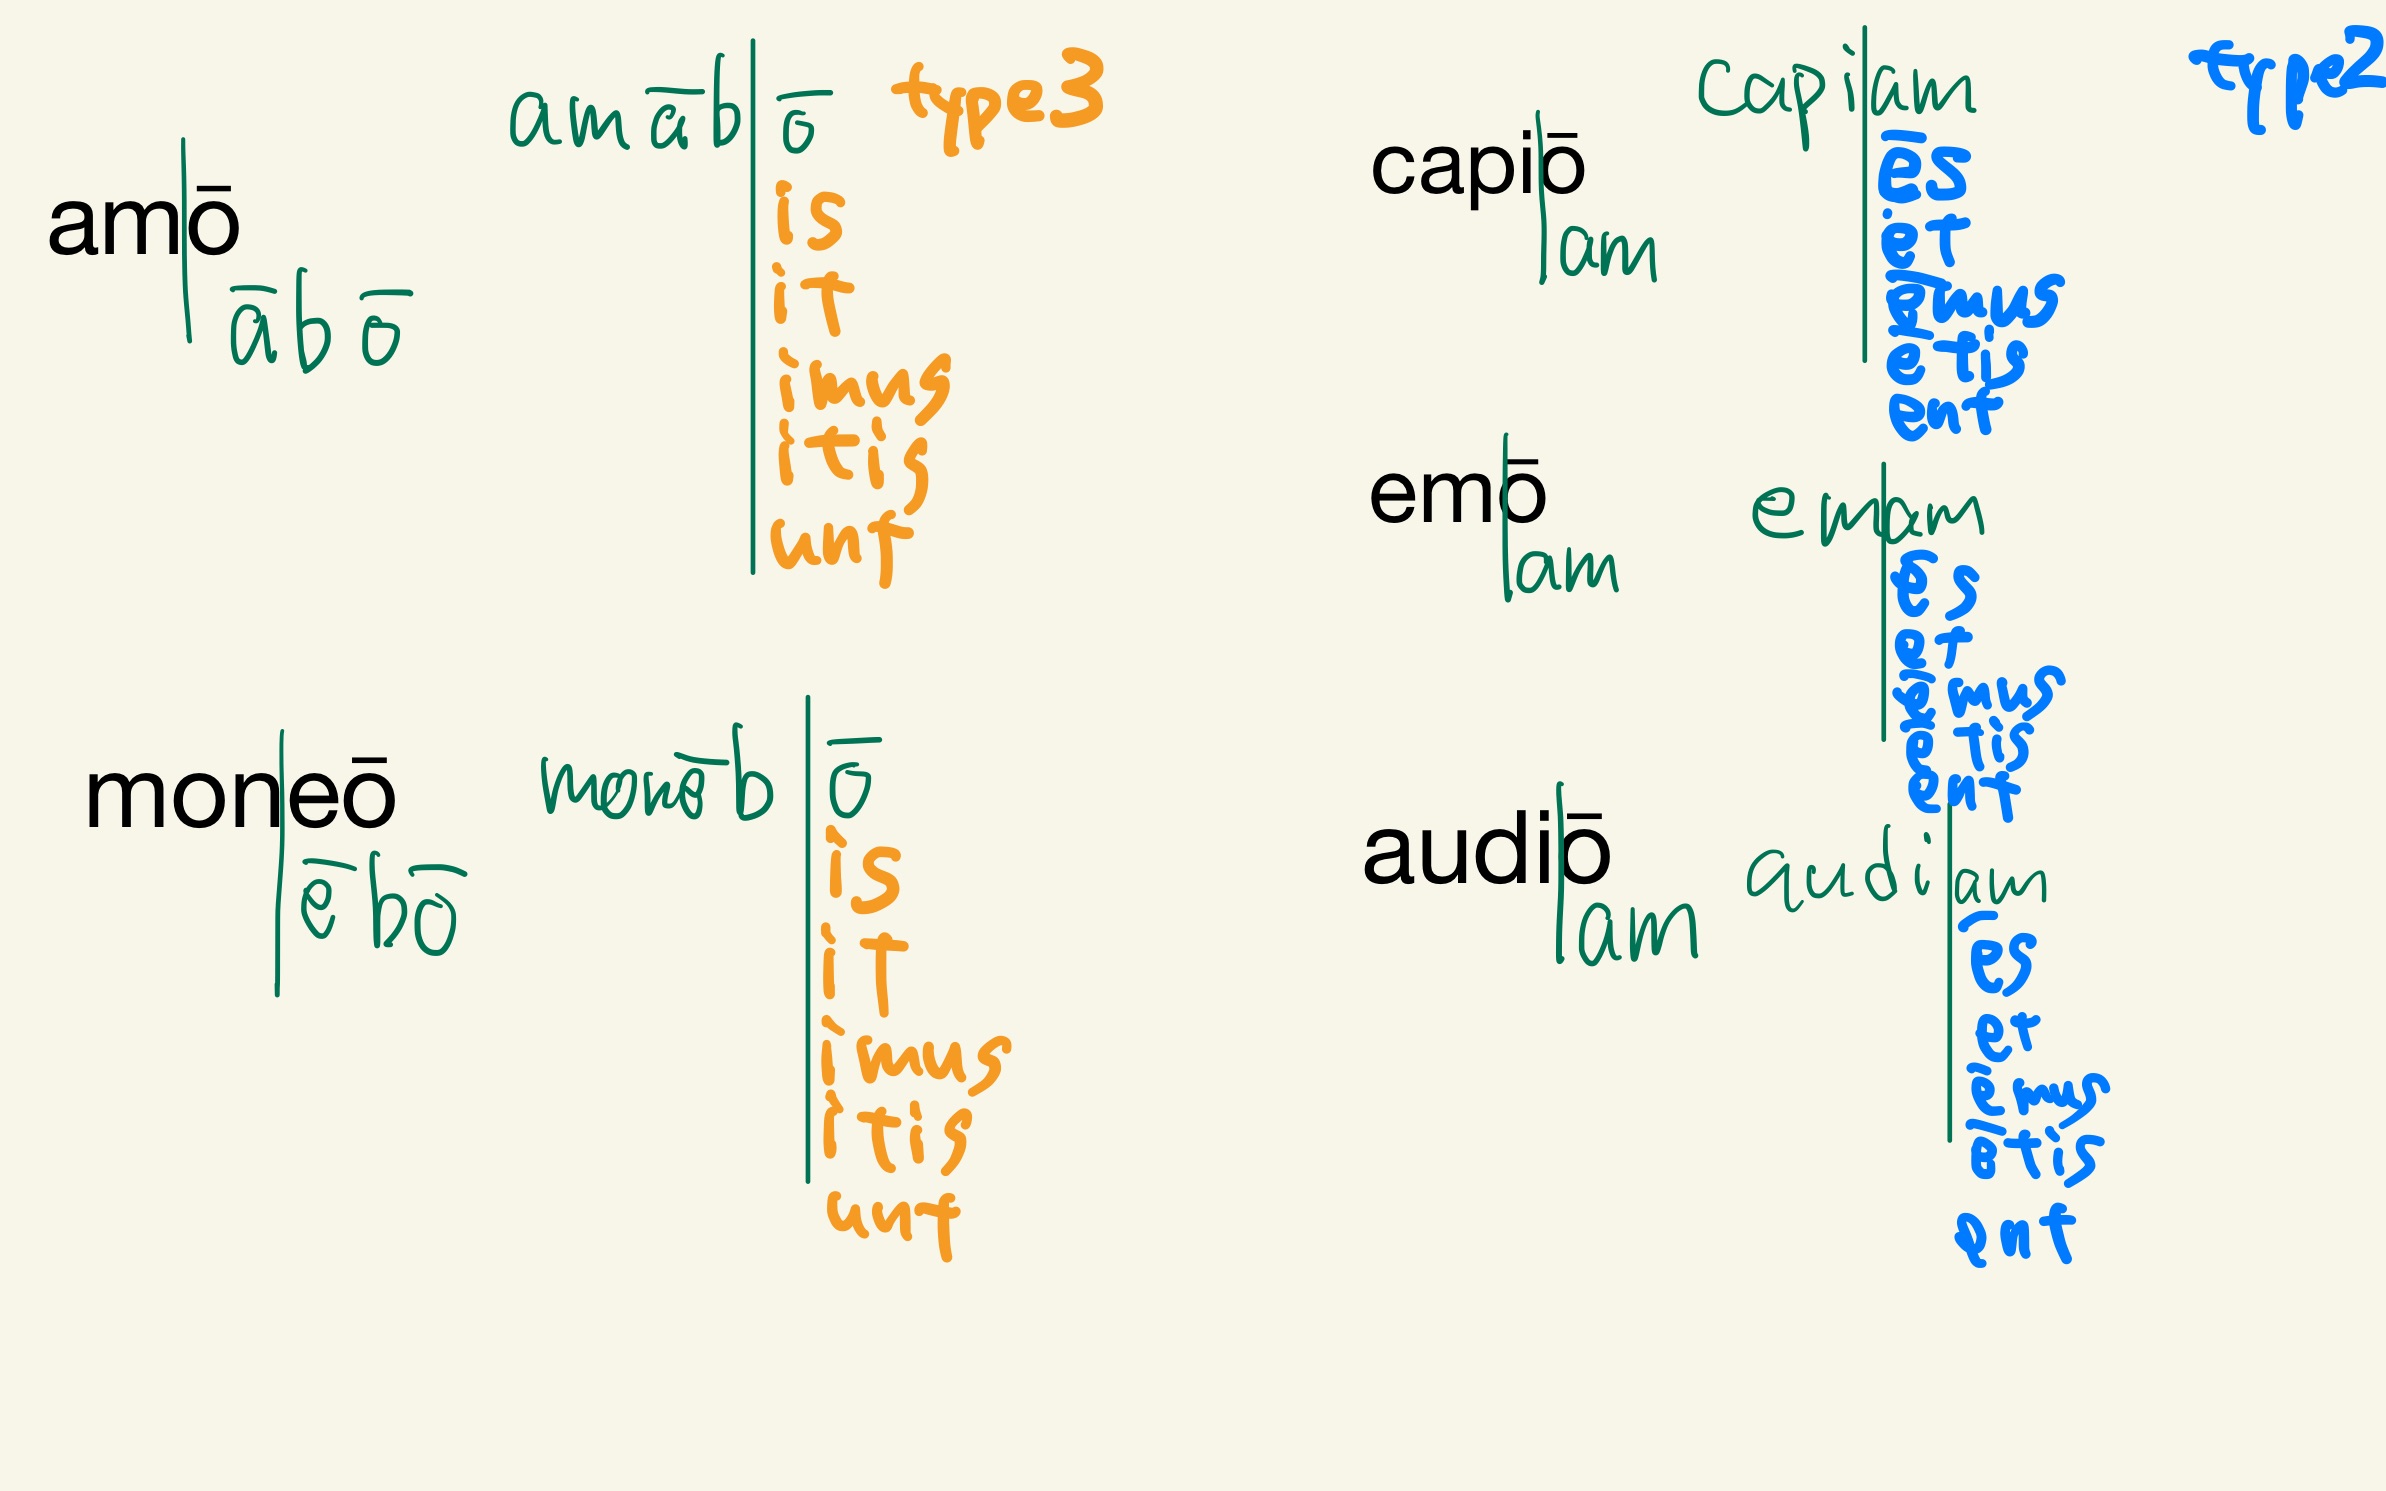 amō
ābō
amāb ō type3
is
it
imus
itis
unt
moneō
ēbō
monēb ō
is
it
imus
itis
unt
capiō
am
capiam type2
ēs
et
ēmus
ētis
ent
emō
am
emam
ēs
et
ēmus
ētis
ent
audiō
am
audiam
ēs
et
ēmus
ētis
ent